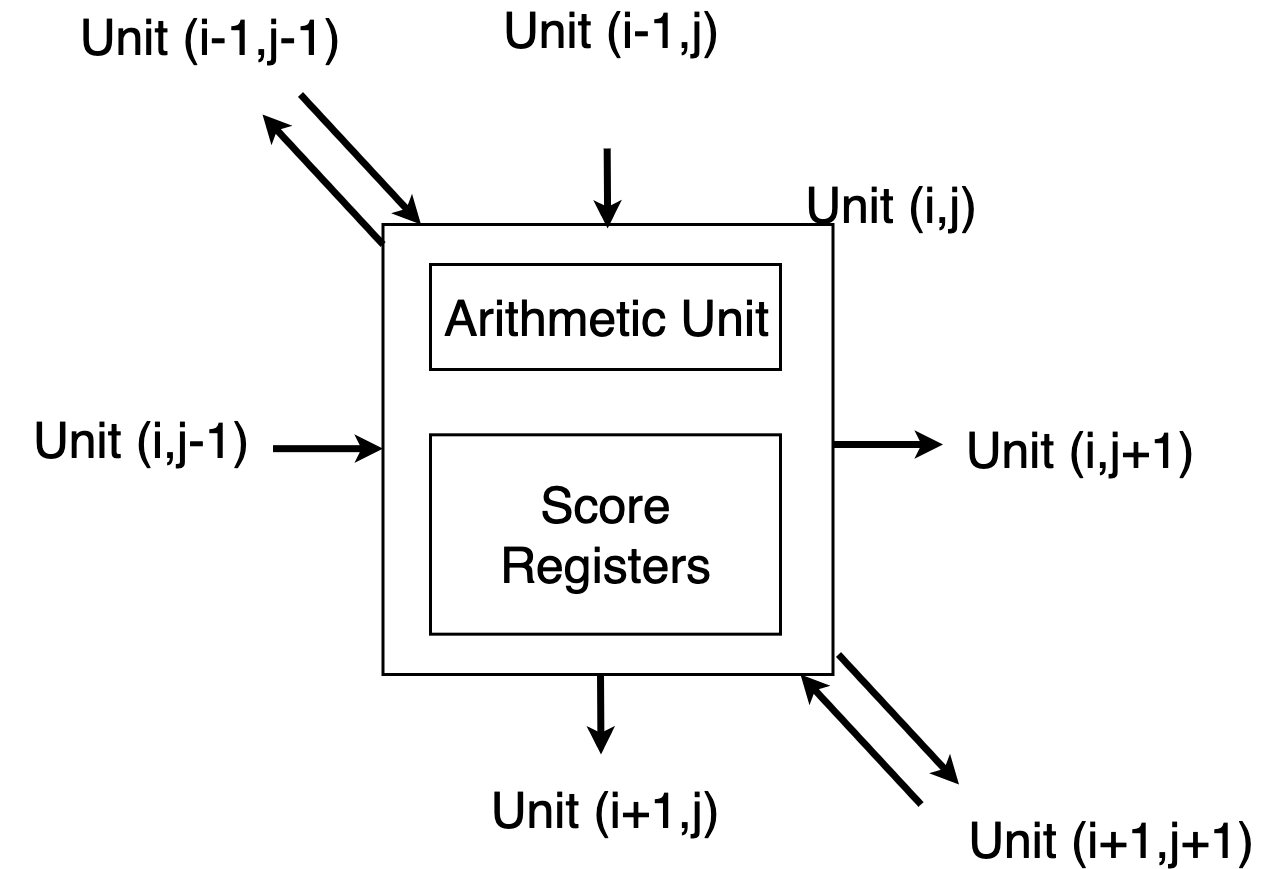 Unit (i-1,j-1)
Unit (i-1,j)
Unit (i,j)
Arithmetic Unit
Unit (i,j-1)
Unit (i,j+1)
Score
Registers
Unit (i+1,j)
Unit (i+1,j+1)